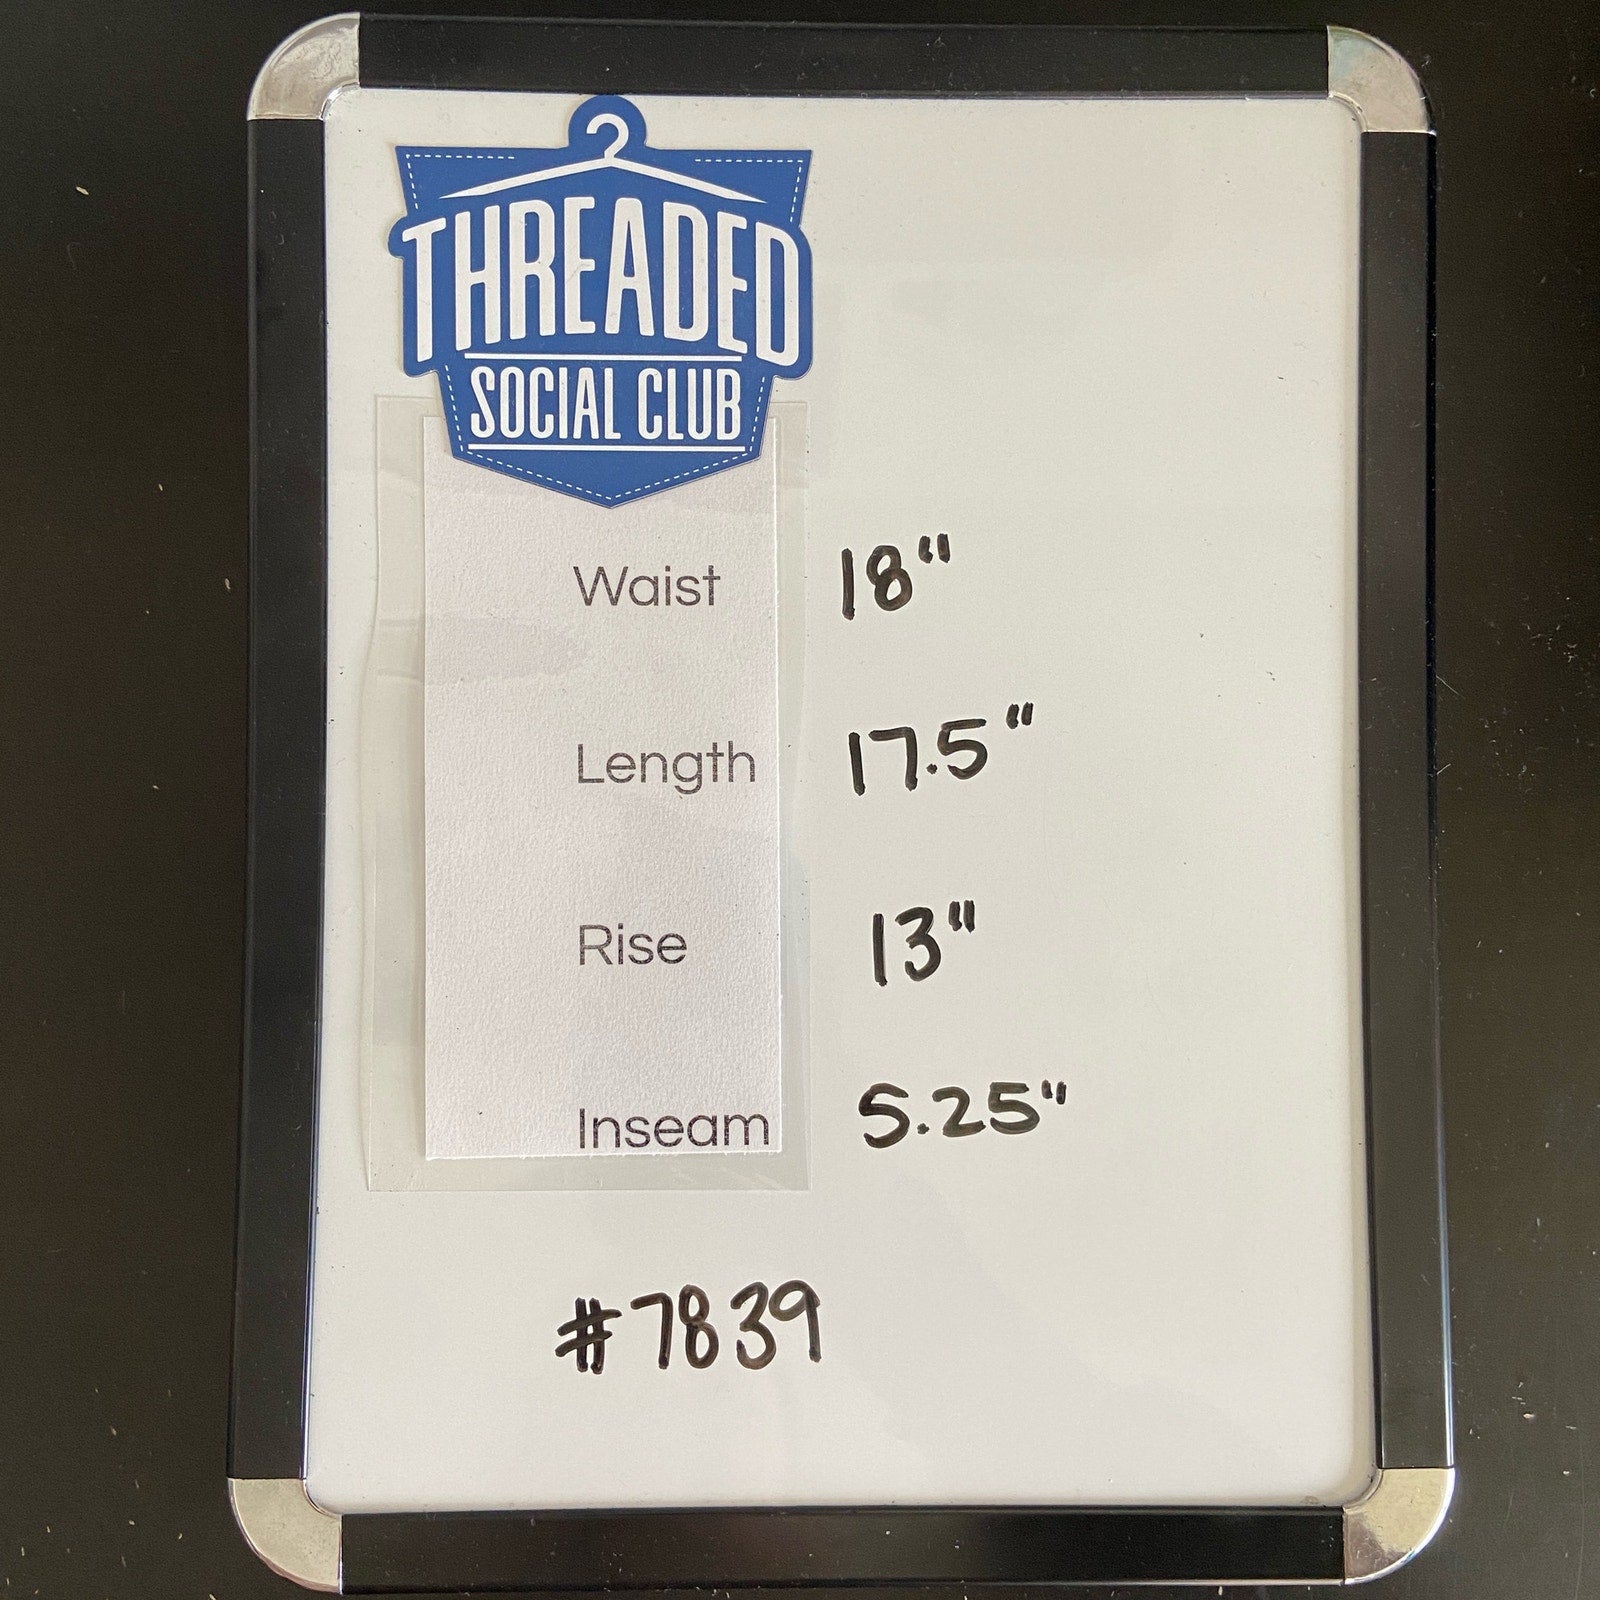 THREADED
SOCIAL CLUB
Waist 18"
Length 17.5"
Rise 13"
Inseam 5.25"
#7839